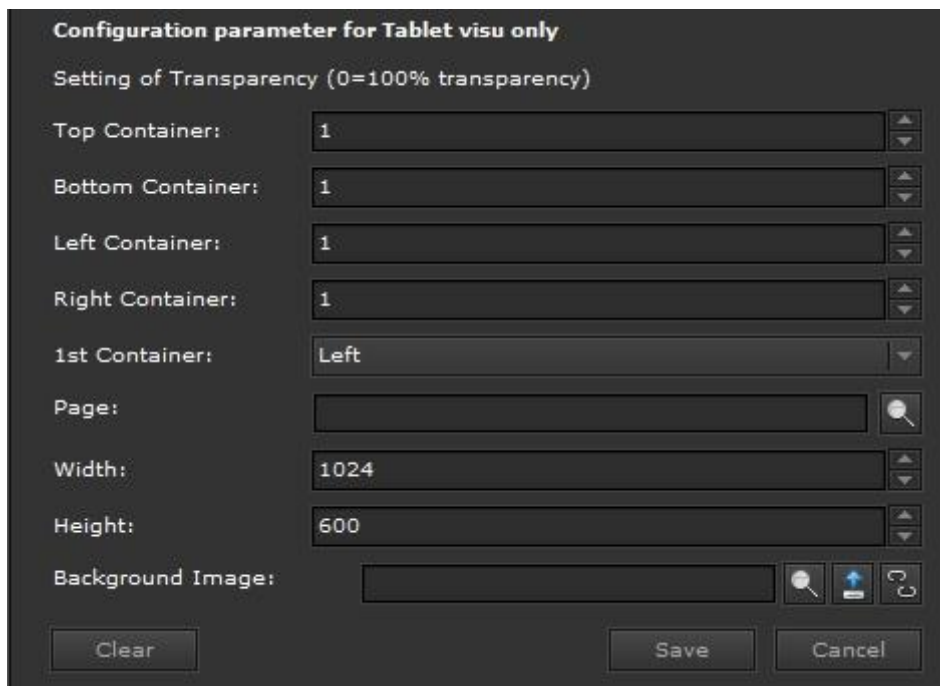 Configuration parameter for Tablet visu only
Setting of Transparency (0=100% transparency)
Top Container: 1
Bottom Container: 1
Left Container: 1
Right Container: 1
1st Container: Left
Page:
Width: 1024
Height: 600
Background Image:
Clear Save Cancel